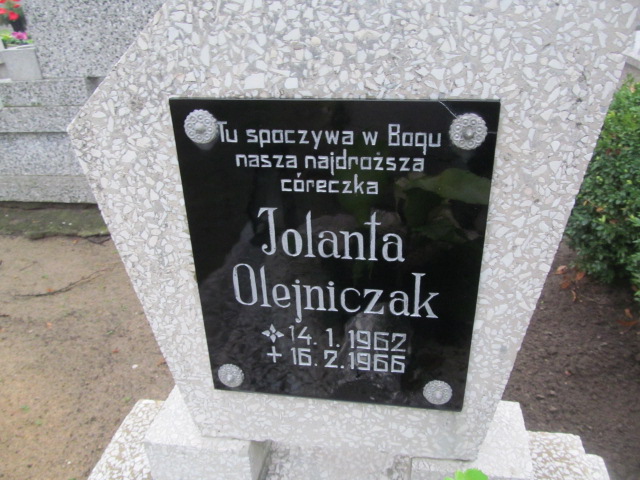 Tu spoczywa w Bogu
nasza najdroższa
córeczka
Jolanta
Olejniczak
14.1.1962
+ 16.2.1966